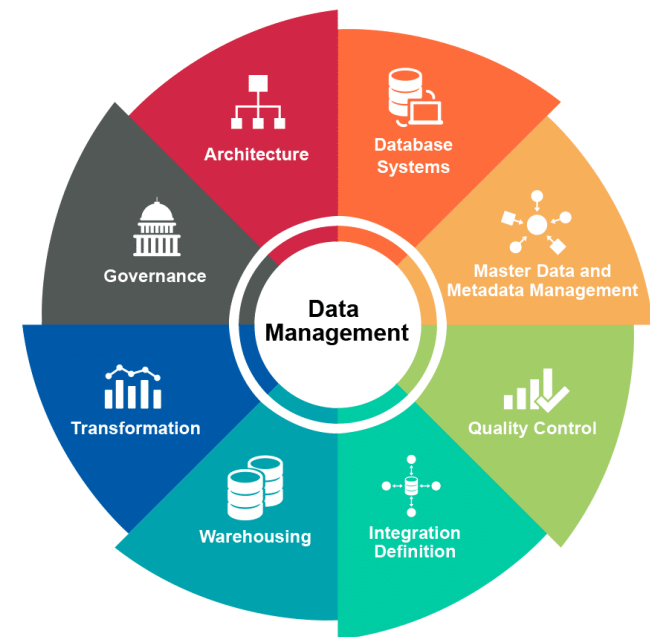 Data
Management
Database
Systems
Master Data and
Metadata Management
Quality Control
Integration
Definition
Warehousing
Transformation
Governance
Architecture